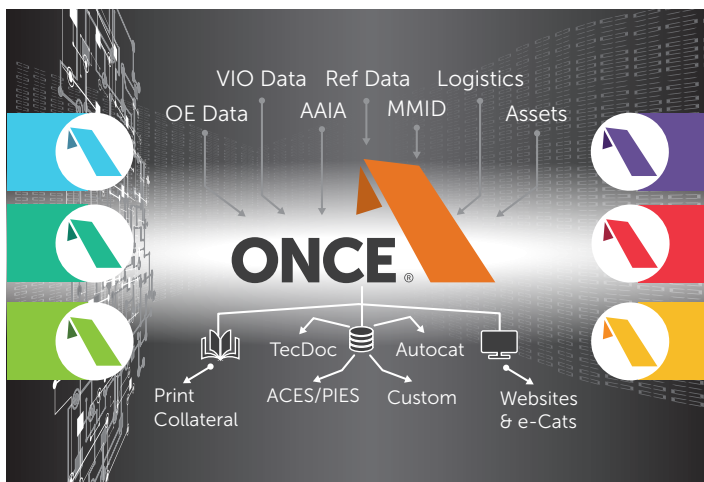 VIO Data Ref Data Logistics
OE Data AAIA MMID Assets
ONCE®
TecDoc Autocat
Print
Collateral
ACES/PIES Custom
Websites
& e-Cats